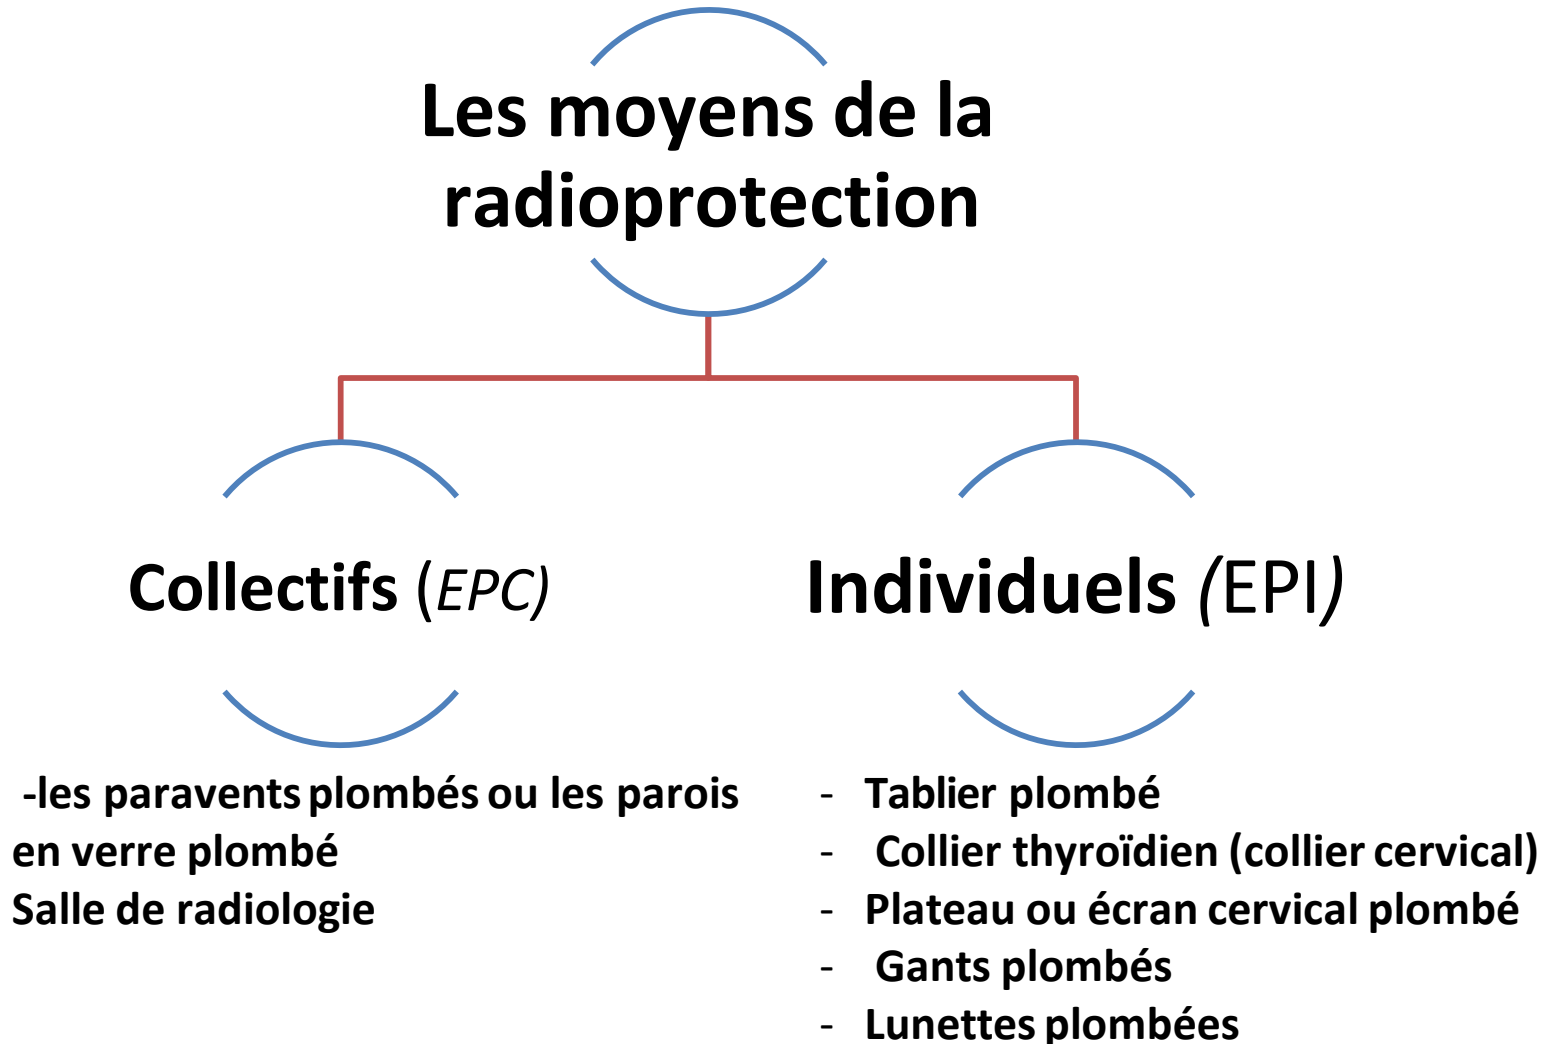 Les moyens de la
radioprotection
Collectifs (EPC)
-les paravents plombés ou les parois
en verre plombé
Salle de radiologie
Individuels (EPI)
- Tablier plombé
- Collier thyroïdien (collier cervical)
- Plateau ou écran cervical plombé
- Gants plombés
- Lunettes plombées